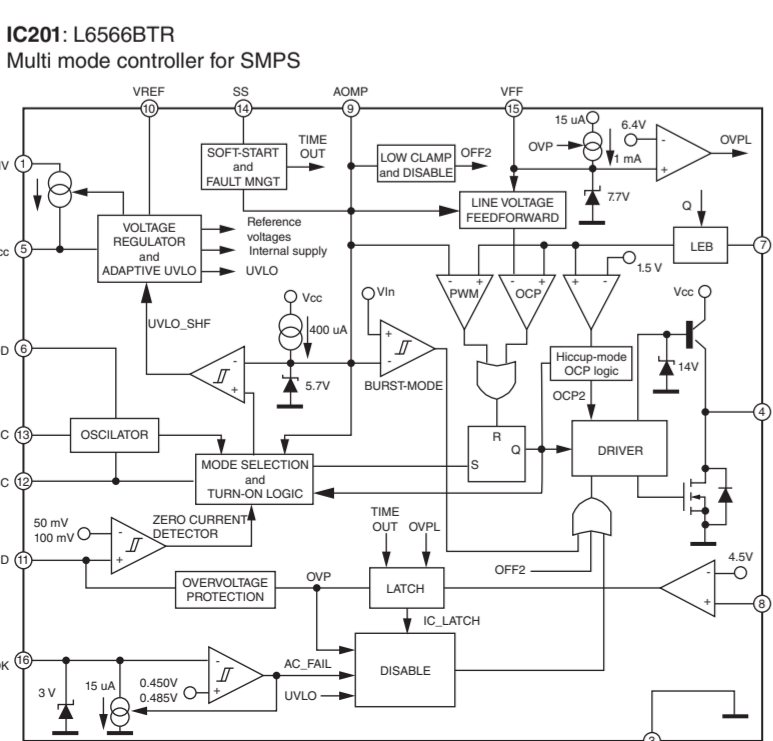 IC201: L6566BTR
Multi mode controller for SMPS
VREF
SS
AOMP
VFF
10
14
9
15
15 uA
6.4V
OVP
1 mA
OVPL
-
+
7.7V
SOFT-START
and
FAULT MNGT
TIME
OUT
LOW CLAMP
and DISABLE
OFF2
LINE VOLTAGE
FEEDFORWARD
1
5
VOLTAGE
REGULATOR
and
ADAPTIVE UVLO
Reference
voltages
Internal supply
UVLO
Q
LEB
7
1.5 V
- +
PWM
- +
OCP
+ -
Vcc
UVLO_SHF
Vcc
400 uA
5.7V
VIn
+
-
BURST-MODE
-
+
Hiccup-mode
OCP logic
OCP2
14V
4
D
6
C
13
OSCILATOR
C
12
MODE SELECTION
and
TURN-ON LOGIC
R
S
Q
DRIVER
50 mV
100 mV
-
+
ZERO CURRENT
DETECTOR
D
11
OVERVOLTAGE
PROTECTION
OVP
TIME
OUT
OVPL
LATCH
OFF2
4.5V
-
+
8
IC_LATCH
16
3 V
15 uA
0.450V
0.485V
-
+
AC_FAIL
UVLO
DISABLE
3